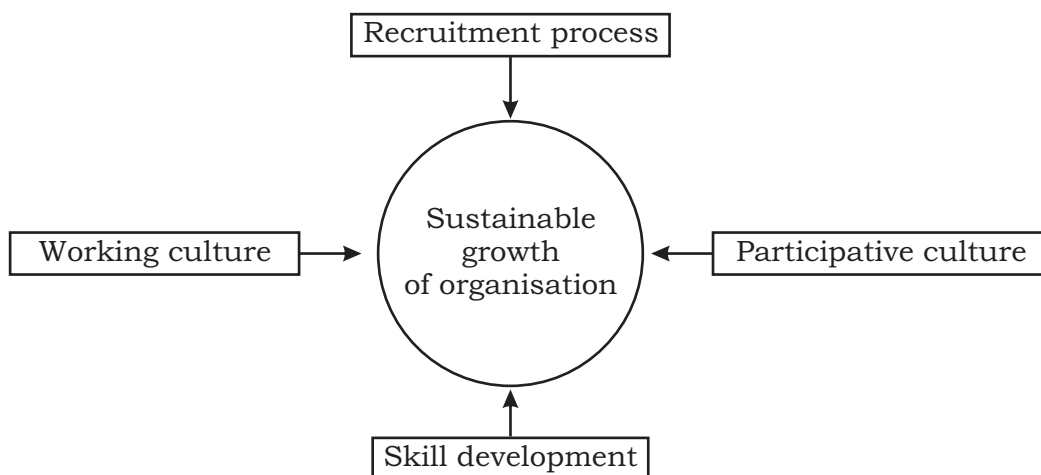 Recruitment process
Working culture
Sustainable
growth
of organisation
Participative culture
Skill development